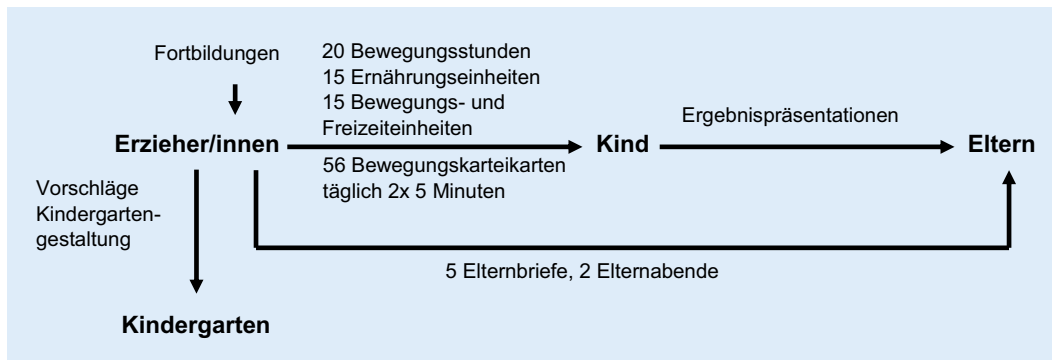 Fortbildungen
20 Bewegungsstunden
15 Ernährungseinheiten
15 Bewegungs- und
Freizeiteinheiten
Ergebnispräsentationen
Erzieher/innen
Kind
Eltern
56 Bewegungskarteikarten
täglich 2x 5 Minuten
Vorschläge
Kindergarten-
gestaltung
5 Elternbriefe, 2 Elternabende
Kindergarten